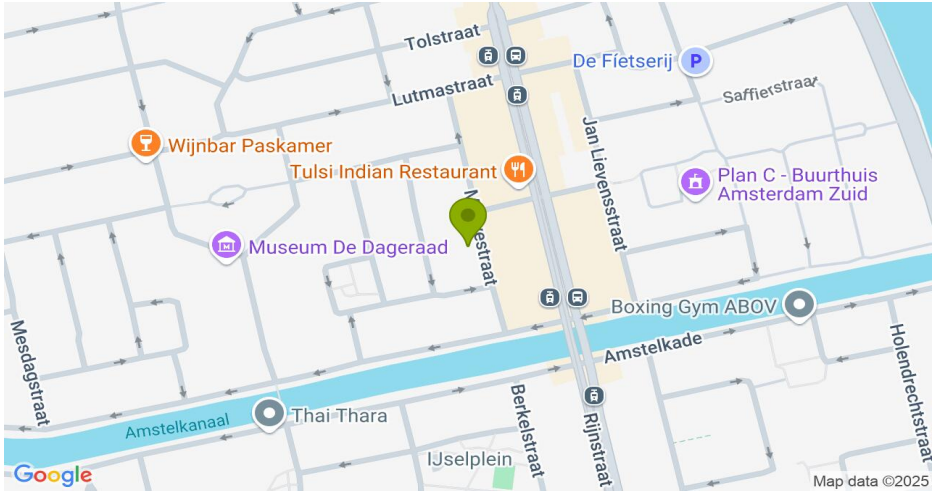 Tolstraat
De Fietserij
P
Lutmastraat
Saffierstraat
Wijnbar Paskamer
Tulsi Indian Restaurant
Jan Lievensstraat
Plan C - Buurthuis
Amsterdam Zuid
Museum De Dageraad
Boxing Gym ABOV
Mesdagstraat
Amstelkade
Holendrechtstraat
Amstelkanaal
Thai Thara
Berkelstraat
Rijnstraat
IJselplein
Google
Map data ©2025